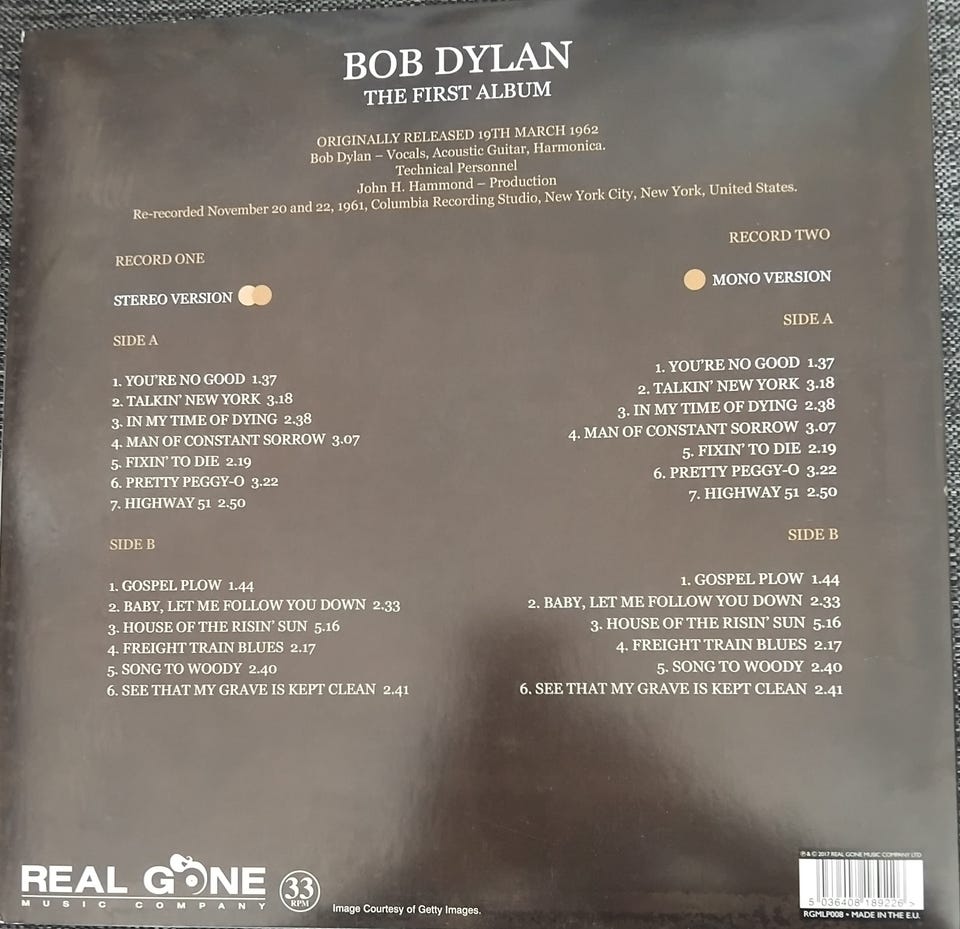 BOB DYLAN
THE FIRST ALBUM
ORIGINALLY RELEASED 19TH MARCH 1962
Bob Dylan – Vocals, Acoustic Guitar, Harmonica.
Technical Personnel
John H. Hammond – Production
Re-recorded November 20 and 22, 1961, Columbia Recording Studio, New York City, New York, United States.
RECORD ONE
STEREO VERSION
SIDE A
1. YOU'RE NO GOOD 1.37
2. TALKIN' NEW YORK 3.18
3. IN MY TIME OF DYING 2.38
4. MAN OF CONSTANT SORROW 3.07
5. FIXIN' TO DIE 2.19
6. PRETTY PEGGY-O 3.22
7. HIGHWAY 51 2.50
SIDE B
1. GOSPEL PLOW 1.44
2. BABY, LET ME FOLLOW YOU DOWN 2.33
3. HOUSE OF THE RISIN' SUN 5.16
4. FREIGHT TRAIN BLUES 2.17
5. SONG TO WOODY 2.40
6. SEE THAT MY GRAVE IS KEPT CLEAN 2.41
RECORD TWO
MONO VERSION
SIDE A
1. YOU'RE NO GOOD 1.37
2. TALKIN' NEW YORK 3.18
3. IN MY TIME OF DYING 2.38
4. MAN OF CONSTANT SORROW 3.07
5. FIXIN' TO DIE 2.19
6. PRETTY PEGGY-O 3.22
7. HIGHWAY 51 2.50
SIDE B
1. GOSPEL PLOW 1.44
2. BABY, LET ME FOLLOW YOU DOWN 2.33
3. HOUSE OF THE RISIN' SUN 5.16
4. FREIGHT TRAIN BLUES 2.17
5. SONG TO WOODY 2.40
6. SEE THAT MY GRAVE IS KEPT CLEAN 2.41
REAL GONE
MUSIC COMPANY
33
RPM
Image Courtesy of Getty Images.
℗ & © 2017 REAL GONE MUSIC COMPANY LTD
5 036408 189226 >
RGMLP008 • MADE IN THE E.U.